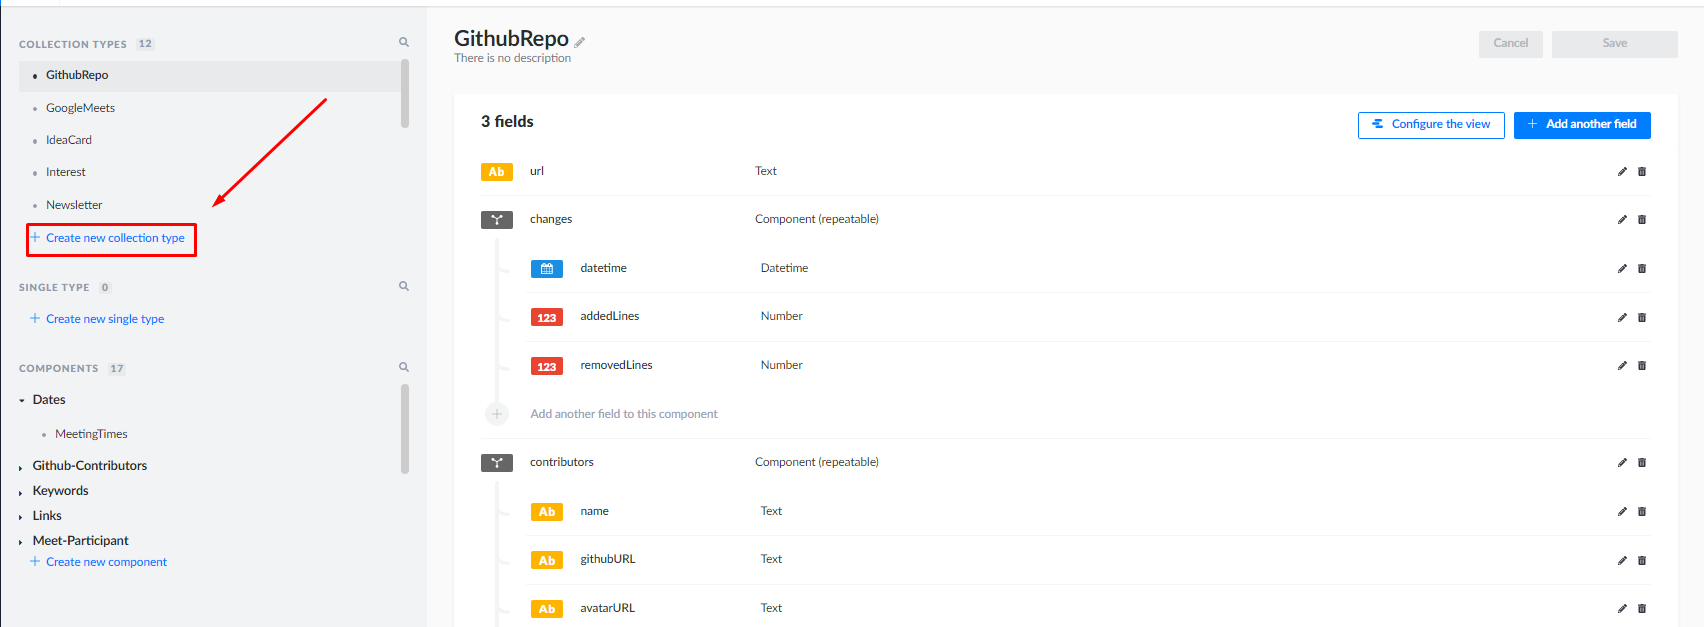 COLLECTION TYPES 12
GithubRepo
GoogleMeets
IdeaCard
Interest
Newsletter
Create new collection type
SINGLE TYPE 0
Create new single type
COMPONENTS 17
Dates
MeetingTimes
Github-Contributors
Keywords
Links
Meet-Participant
Create new component
GithubRepo
There is no description
Cancel Save
3 fields
Configure the view
Add another field
Ab url Text
changes Component (repeatable)
datetime Datetime
123 addedLines Number
123 removedLines Number
Add another field to this component
contributors Component (repeatable)
Ab name Text
Ab githubURL Text
Ab avatarURL Text